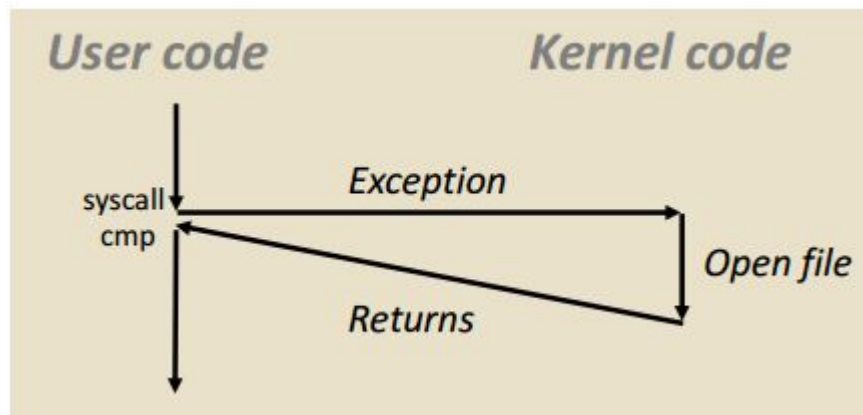 User code
Kernel code
Exception
syscall
cmp
Open file
Returns